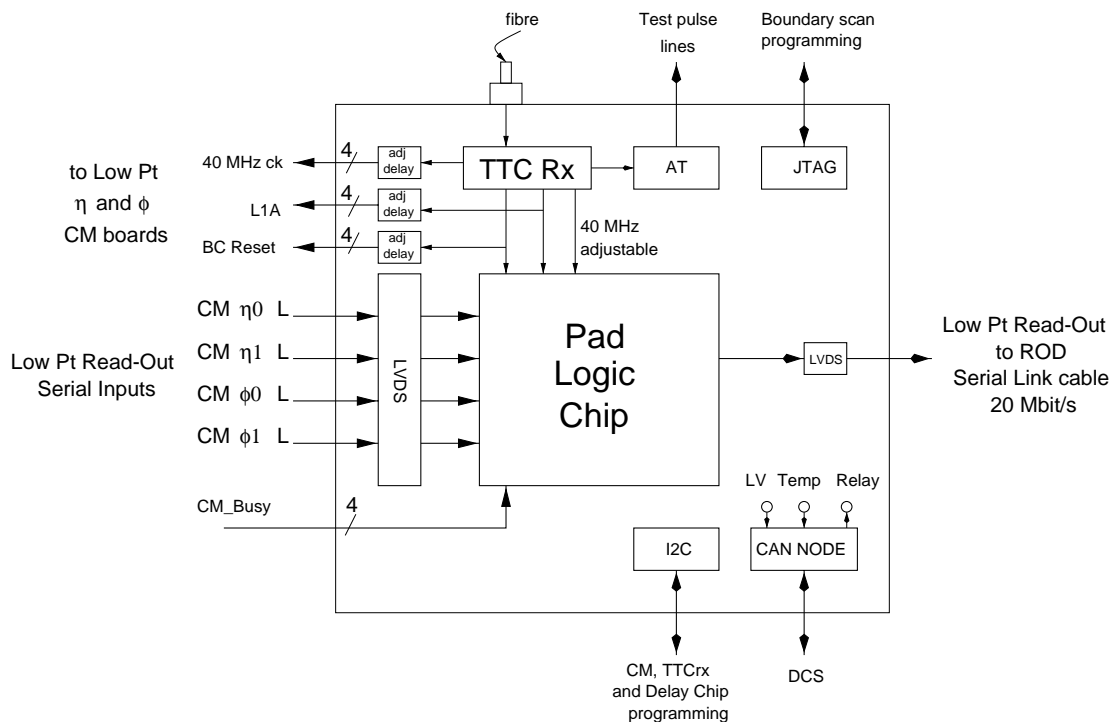 fibre
Test pulse
lines
Boundary scan
programming
to Low Pt
η and ϕ
CM boards
40 MHz ck
4
adj
delay
TTC Rx
AT
JTAG
L1A
4
adj
delay
BC Reset
4
adj
delay
40 MHz
adjustable
Low Pt Read-Out
Serial Inputs
CM η0 L
CM η1 L
CM ϕ0 L
CM ϕ1 L
LVDS
Pad
Logic
Chip
LVDS
Low Pt Read-Out
to ROD
Serial Link cable
20 Mbit/s
CM_Busy
4
LV Temp Relay
I2C
CAN NODE
CM, TTCrx
and Delay Chip
programming
DCS